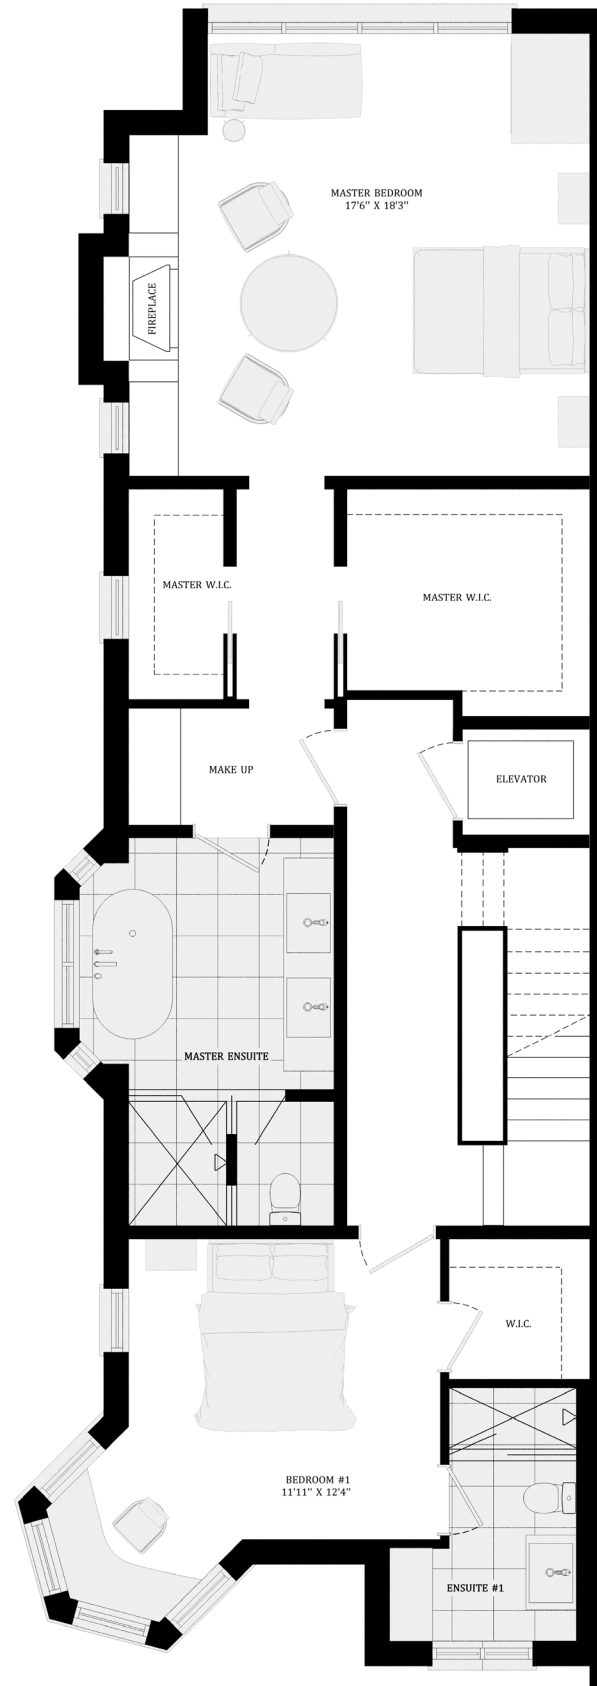 MASTER BEDROOM
17'6" X 18'3"
FIREPLACE
MASTER W.I.C.
MASTER W.I.C.
MAKE UP
ELEVATOR
MASTER ENSUITE
W.I.C.
BEDROOM #1
11'11" X 12'4"
ENSUITE #1